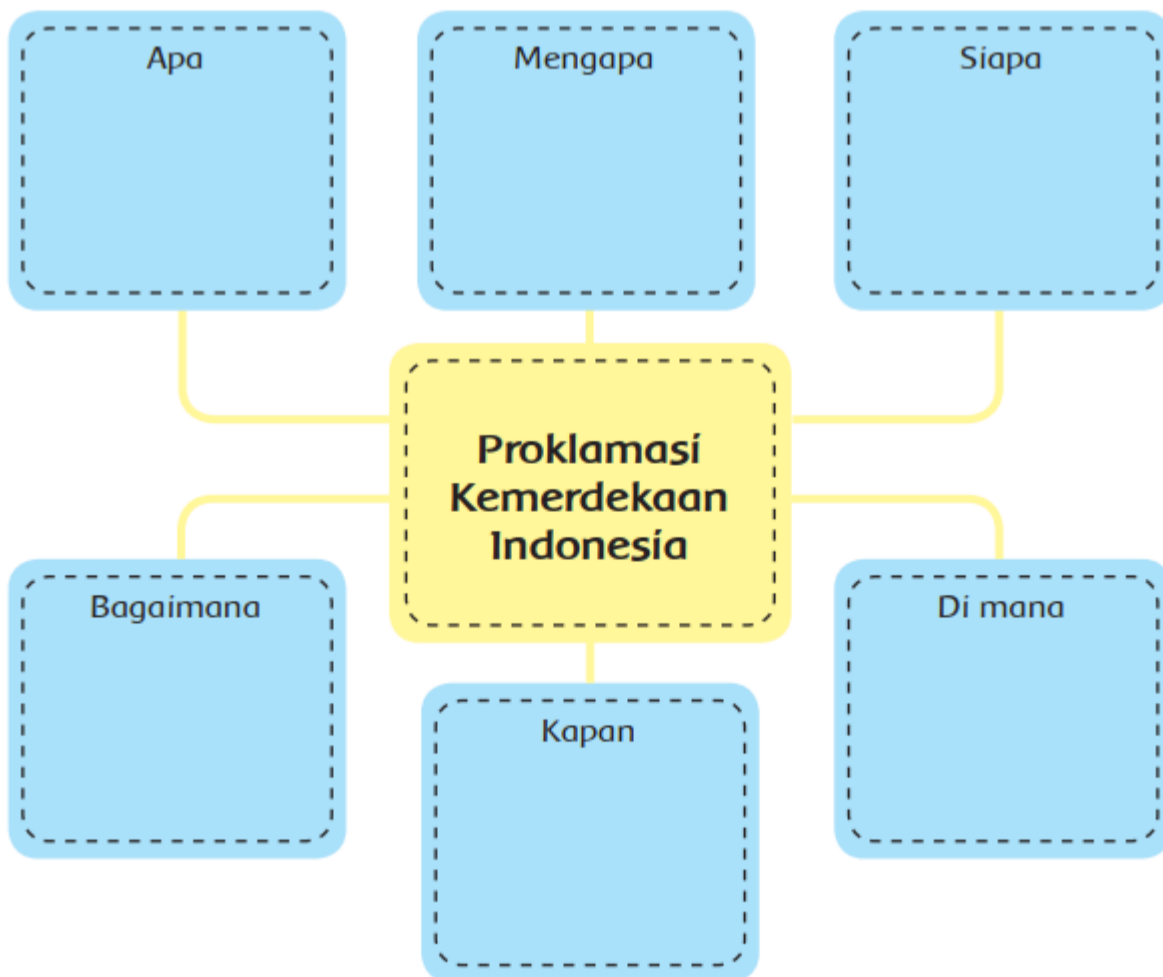 Apa
Mengapa
Siapa
Proklamasi
Kemerdekaan
Indonesia
Bagaimana
Di mana
Kapan